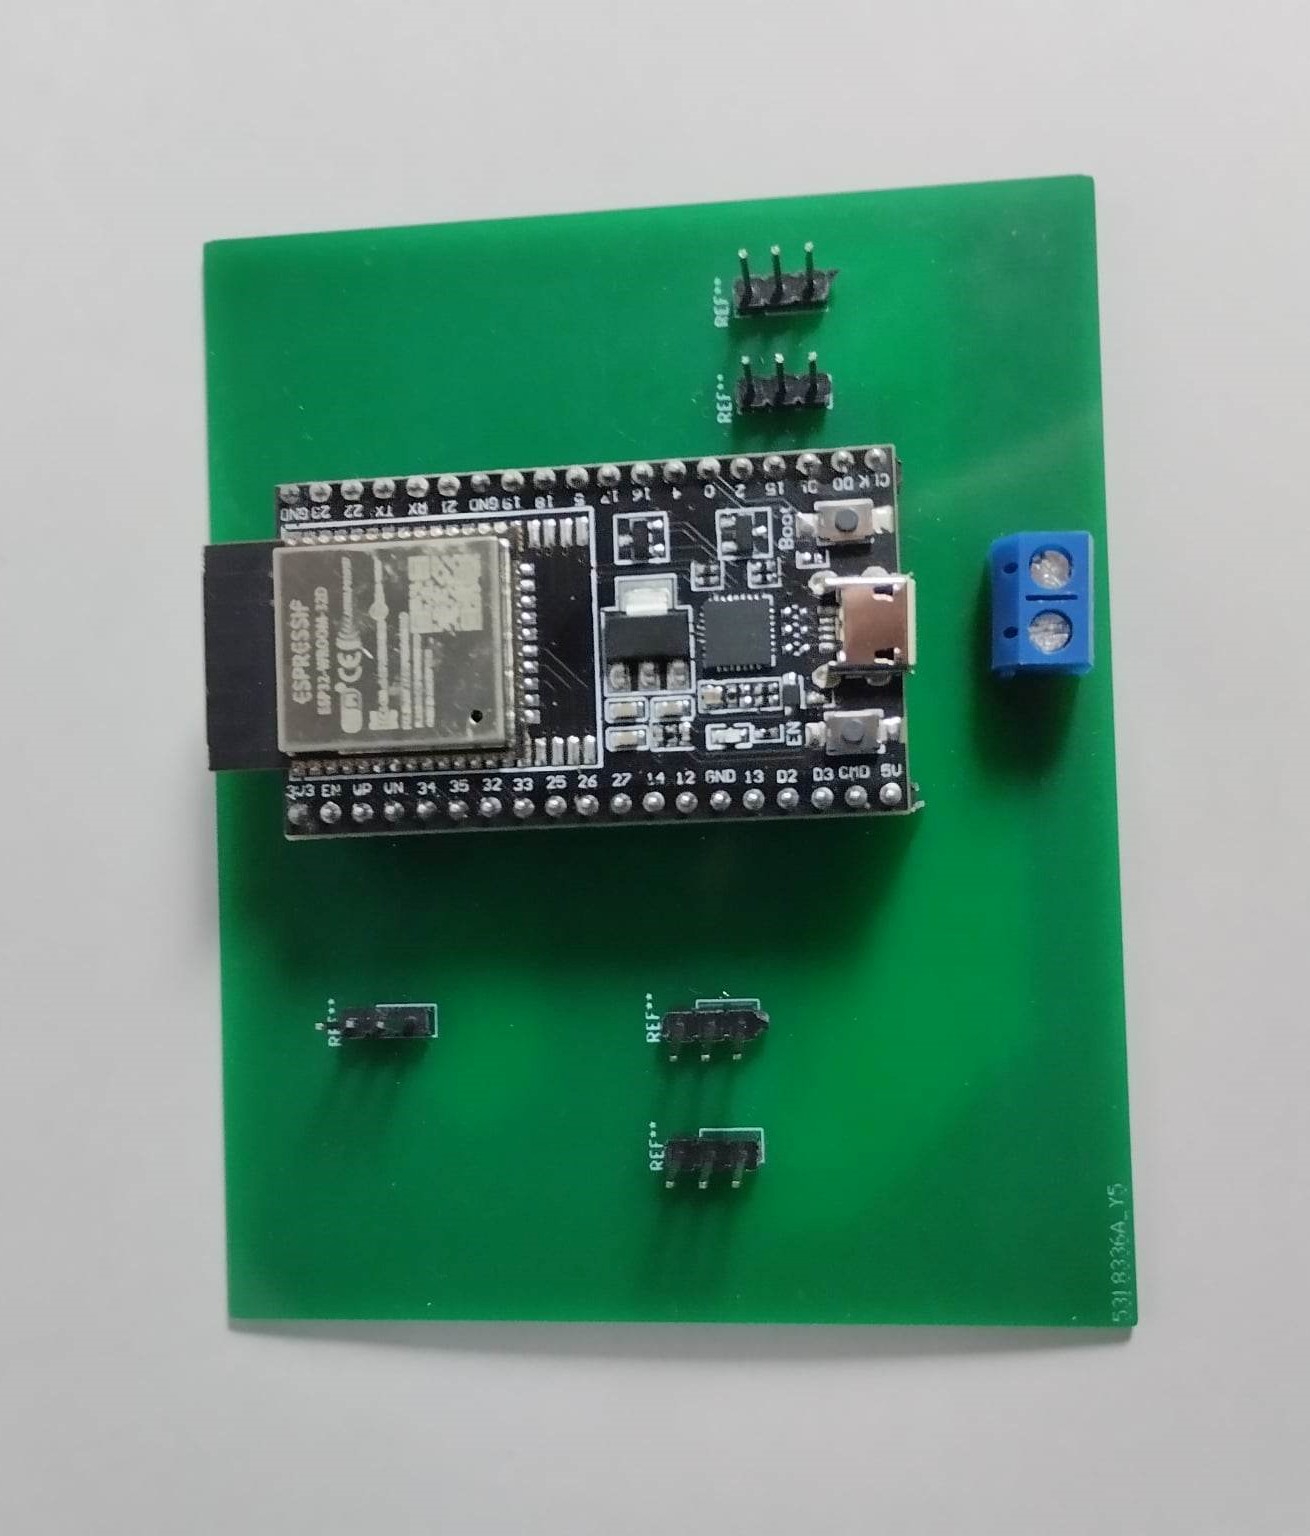 REF**
REF**
GND 23 22 TX RX 21 GND 19 18 5 17 16 4 0 2 15 D1 D0 CLK
Boot
ESPRESSIF
ESP32-WROOM-32D
CE
EN
3V3 EN VP VN 34 35 32 33 25 26 27 14 12 GND 13 D2 D3 CMD 5V
REF**
REF**
REF**
5318336A_Y5